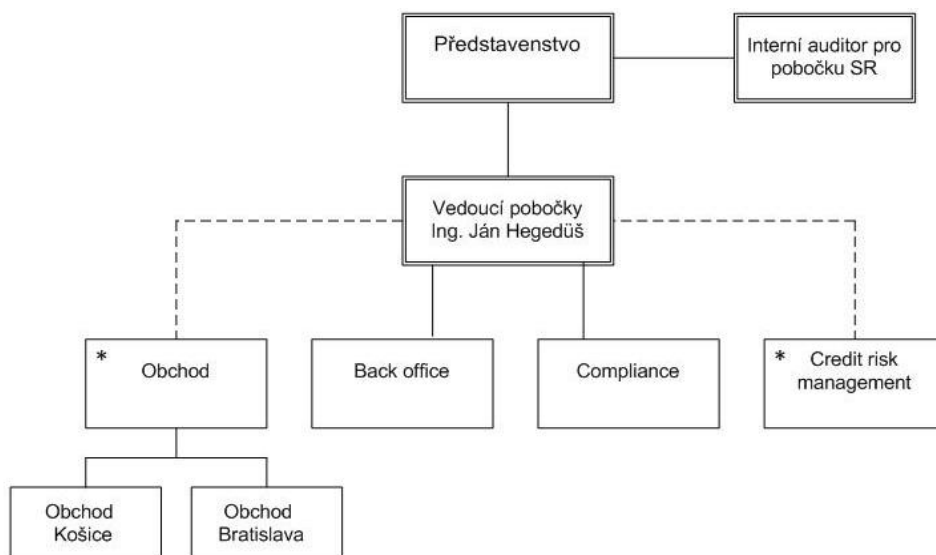 Představenstvo
Interní auditor pro
pobočku SR
Vedoucí pobočky
Ing. Ján Hegedüš
* Obchod
Back office
Compliance
* Credit risk
management
Obchod
Košice
Obchod
Bratislava